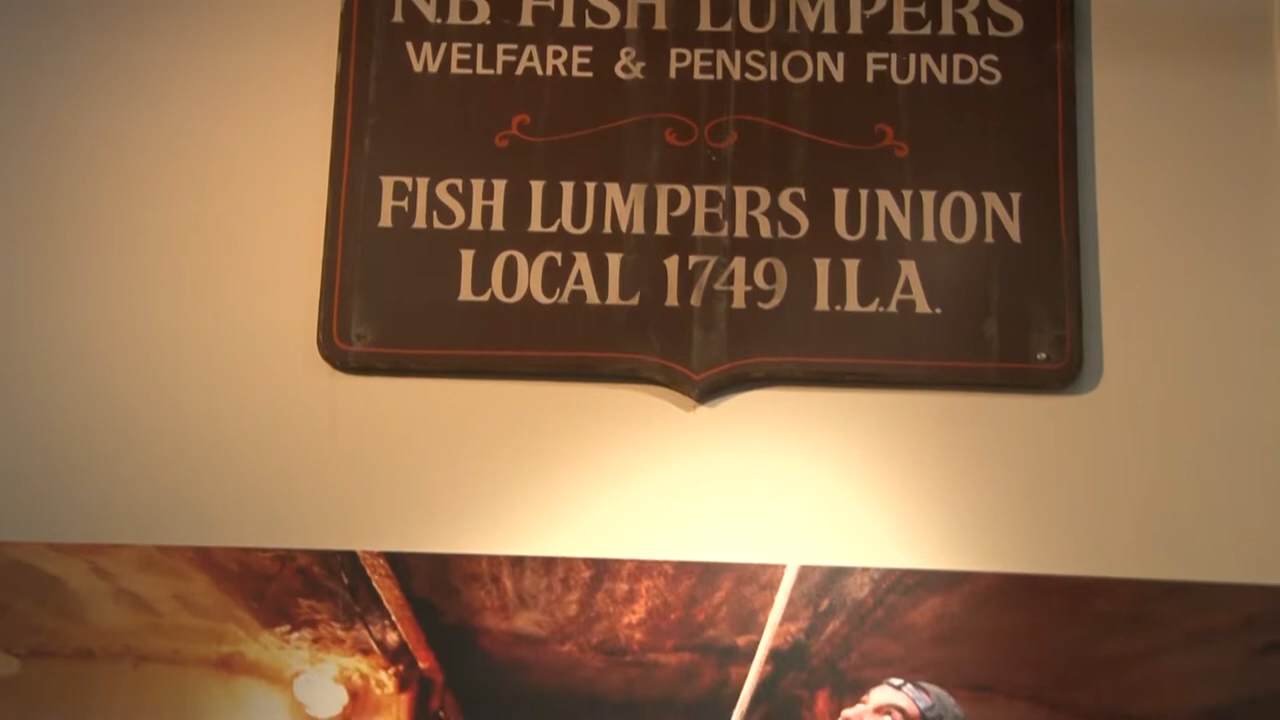 N.B. FISH LUMPERS
WELFARE & PENSION FUNDS
FISH LUMPERS UNION
LOCAL 1749 I.L.A.